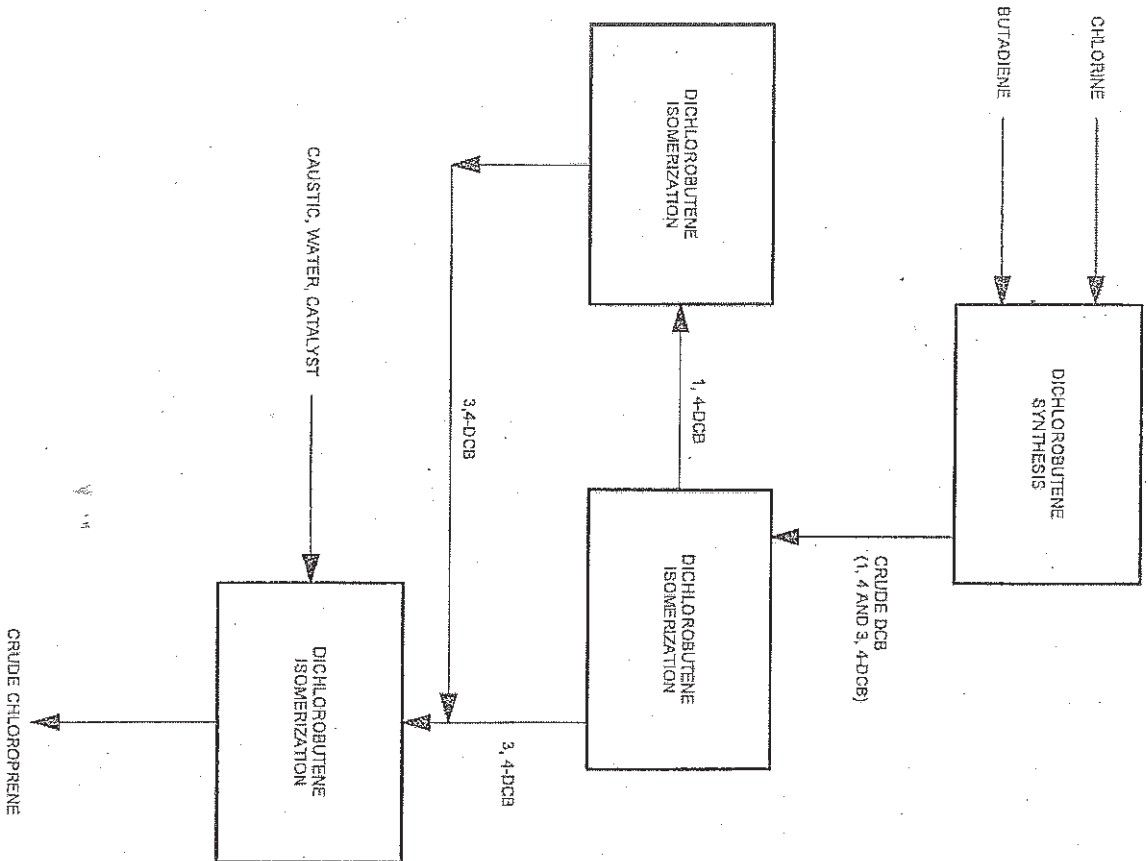 CHLORINE
BUTADIENE
DICHLOROBUTENE
SYNTHESIS
CRUDE DCB
(1, 4 AND 3, 4-DCB)
DICHLOROBUTENE
ISOMERIZATION
1, 4-DCB
DICHLOROBUTENE
ISOMERIZATION
3,4-DCB
3, 4-DCB
CAUSTIC, WATER, CATALYST
DICHLOROBUTENE
ISOMERIZATION
CRUDE CHLOROPRENE